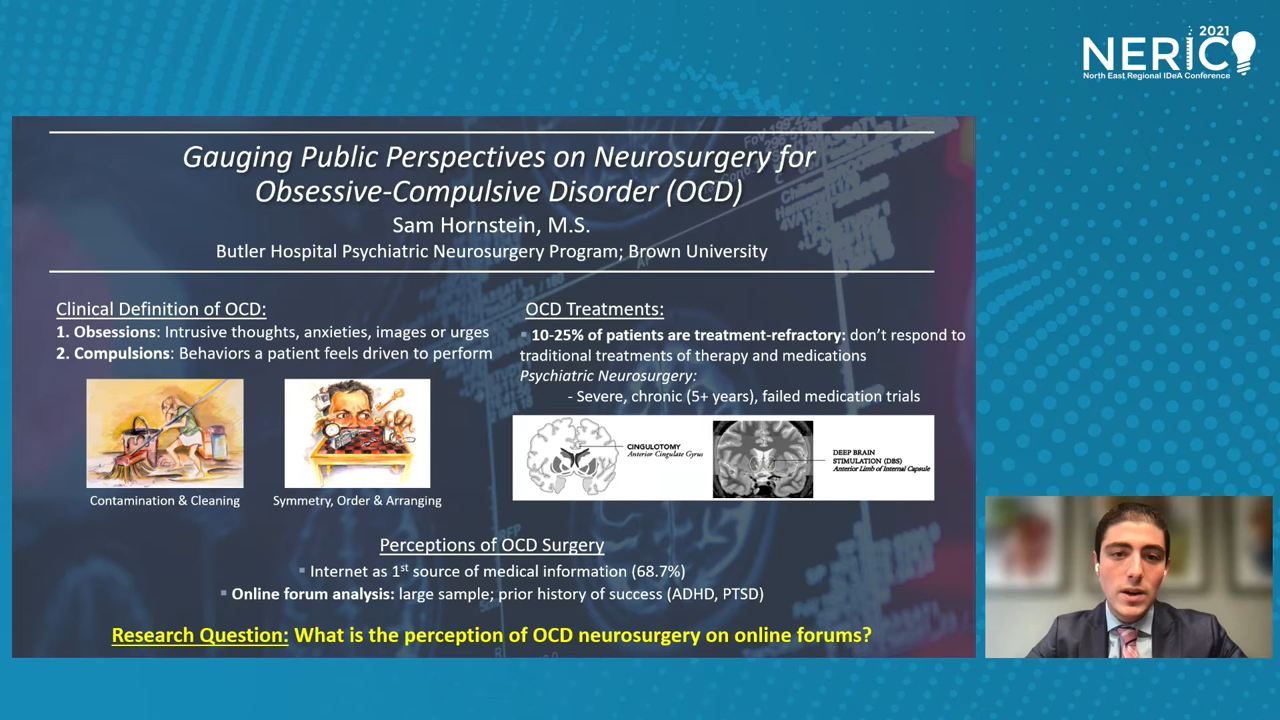 2021
NERIC
North East Regional IDeA Conference
Gauging Public Perspectives on Neurosurgery for
Obsessive-Compulsive Disorder (OCD)
Sam Hornstein, M.S.
Butler Hospital Psychiatric Neurosurgery Program; Brown University
Clinical Definition of OCD:
1. Obsessions: Intrusive thoughts, anxieties, images or urges
2. Compulsions: Behaviors a patient feels driven to perform
Contamination & Cleaning
Symmetry, Order & Arranging
OCD Treatments:
▪ 10-25% of patients are treatment-refractory: don’t respond to
traditional treatments of therapy and medications
Psychiatric Neurosurgery:
- Severe, chronic (5+ years), failed medication trials
CINGULOTOMY
Anterior Cingulate Gyrus
DEEP BRAIN
STIMULATION (DBS)
Anterior Limb of Internal Capsule
Perceptions of OCD Surgery
▪ Internet as 1st source of medical information (68.7%)
▪ Online forum analysis: large sample; prior history of success (ADHD, PTSD)
Research Question: What is the perception of OCD neurosurgery on online forums?